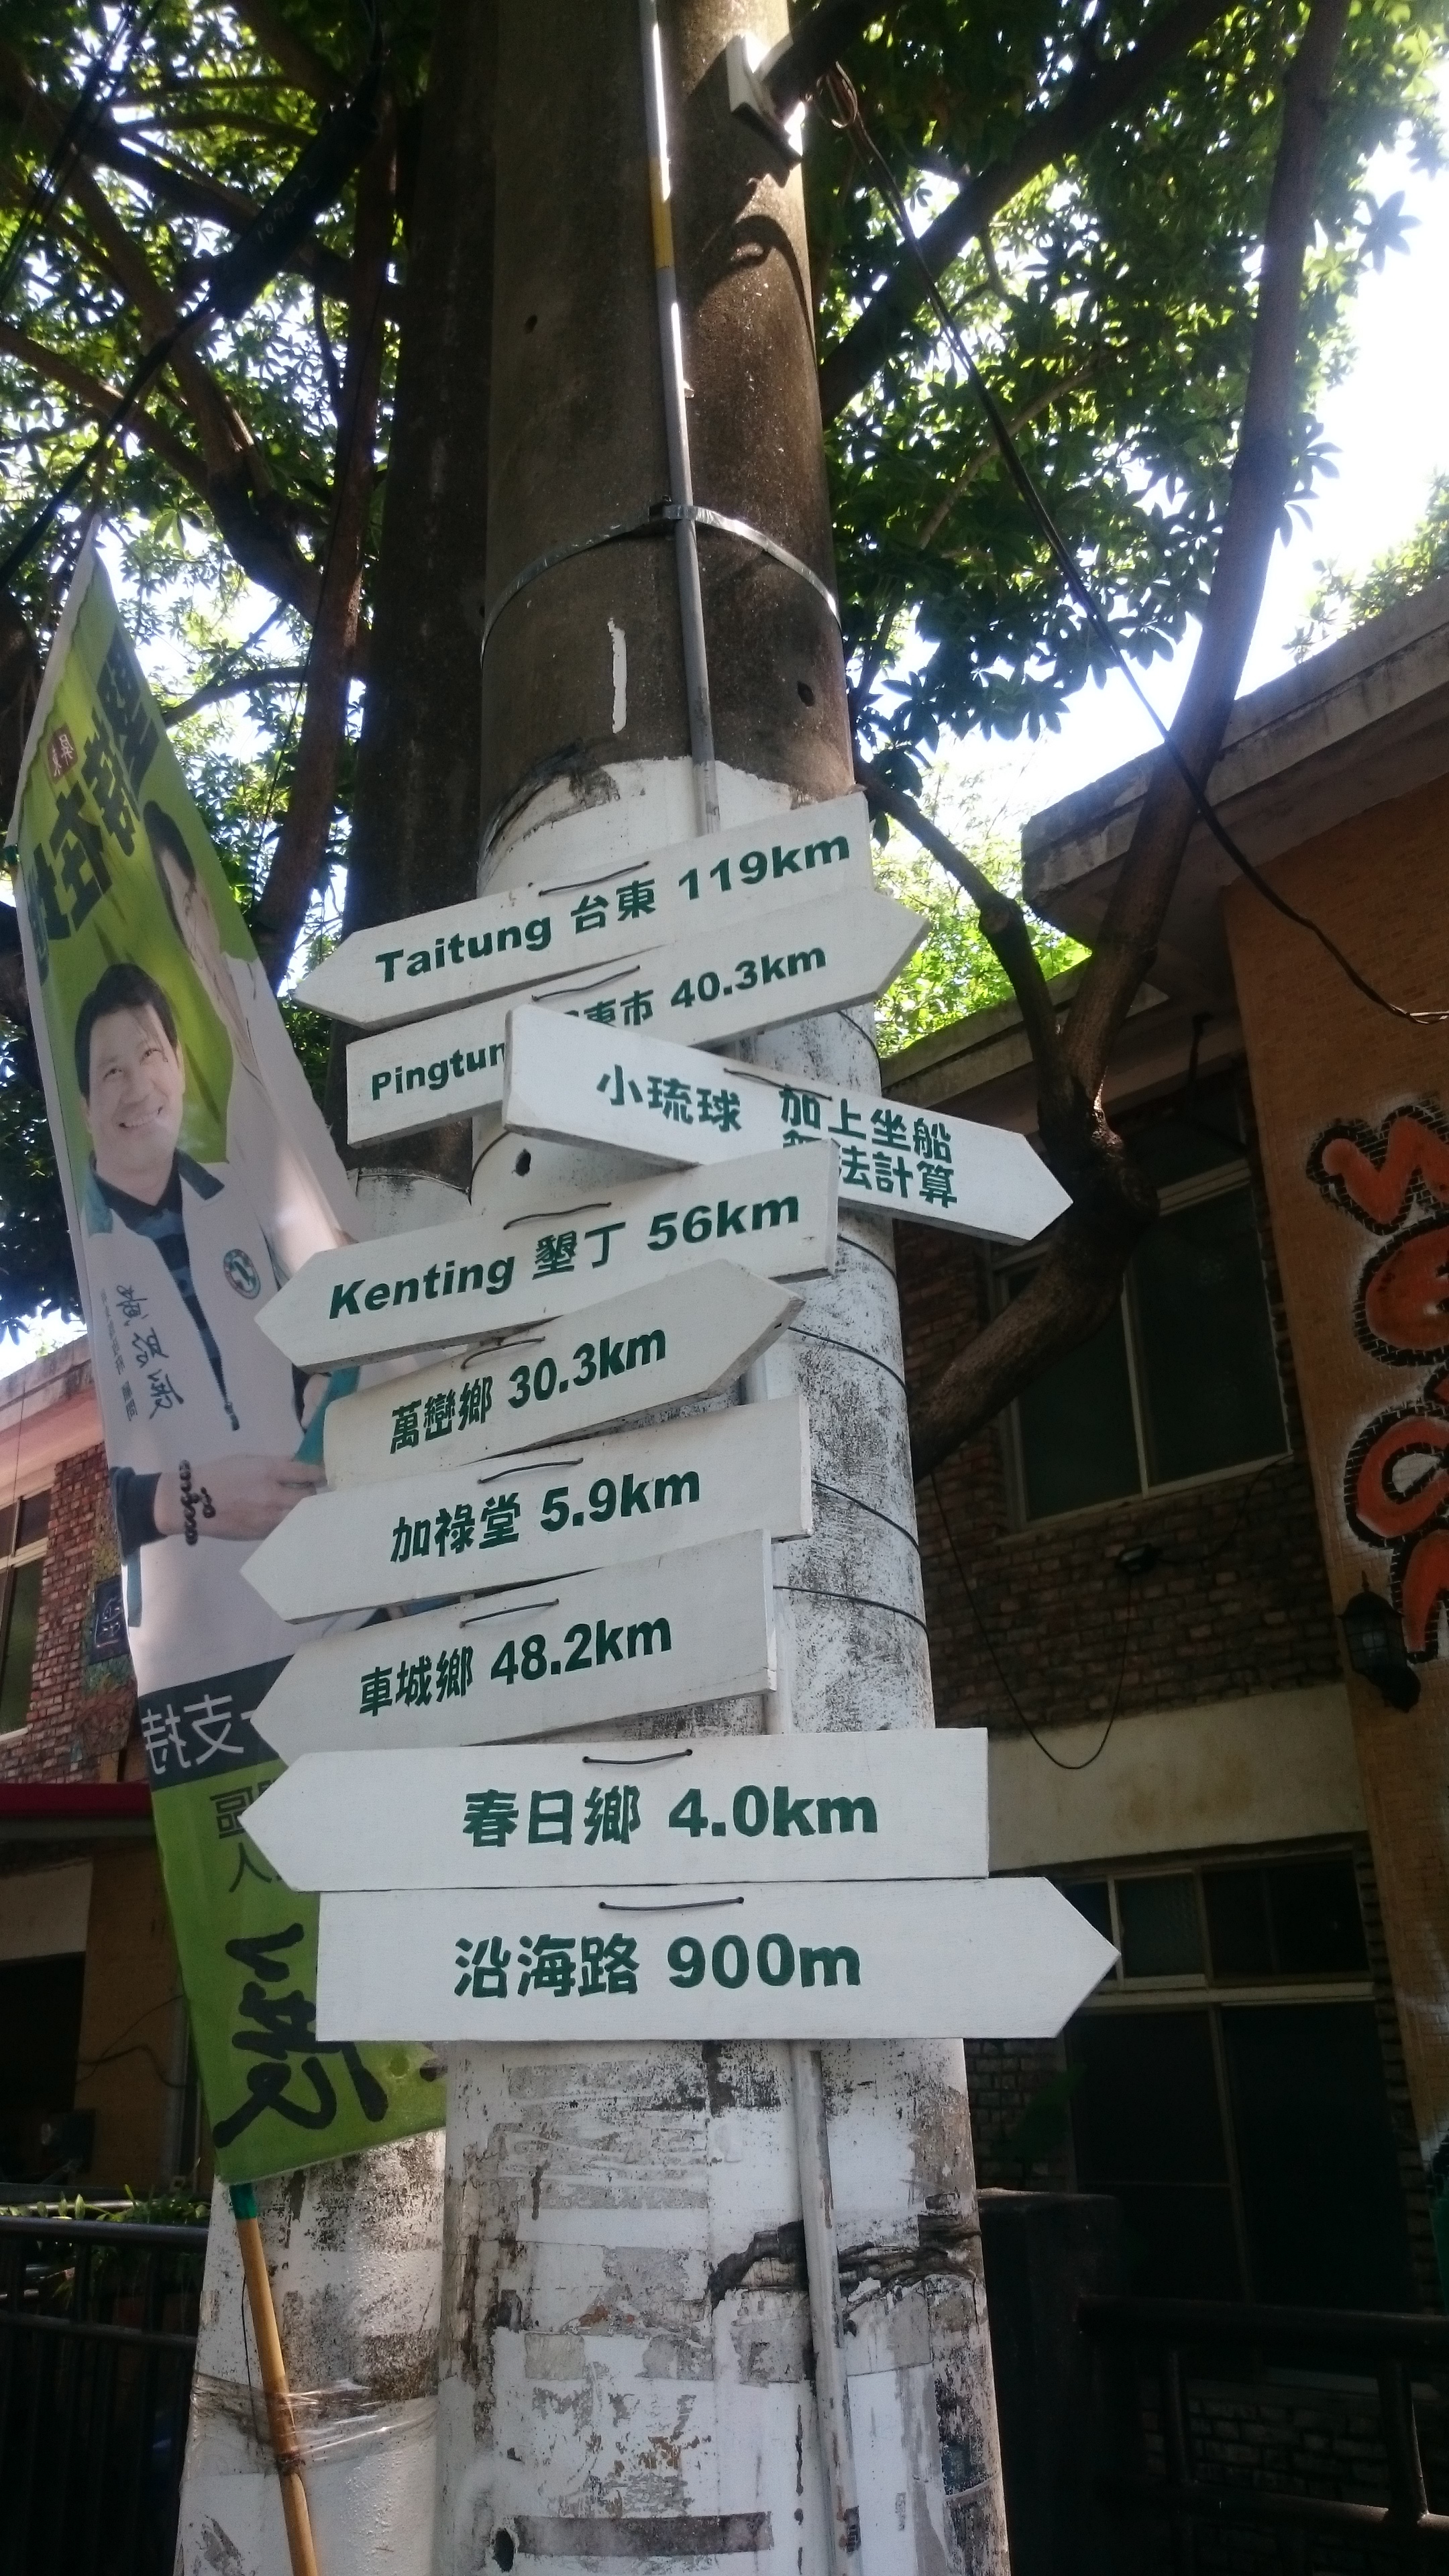 Taitung 台東 119km
Pingtun 東市 40.3km
小琉球 加上坐船
法計算
Kenting 墾丁 56km
萬巒鄉 30.3km
加祿堂 5.9km
車城鄉 48.2km
春日鄉 4.0km
沿海路 900m
支持